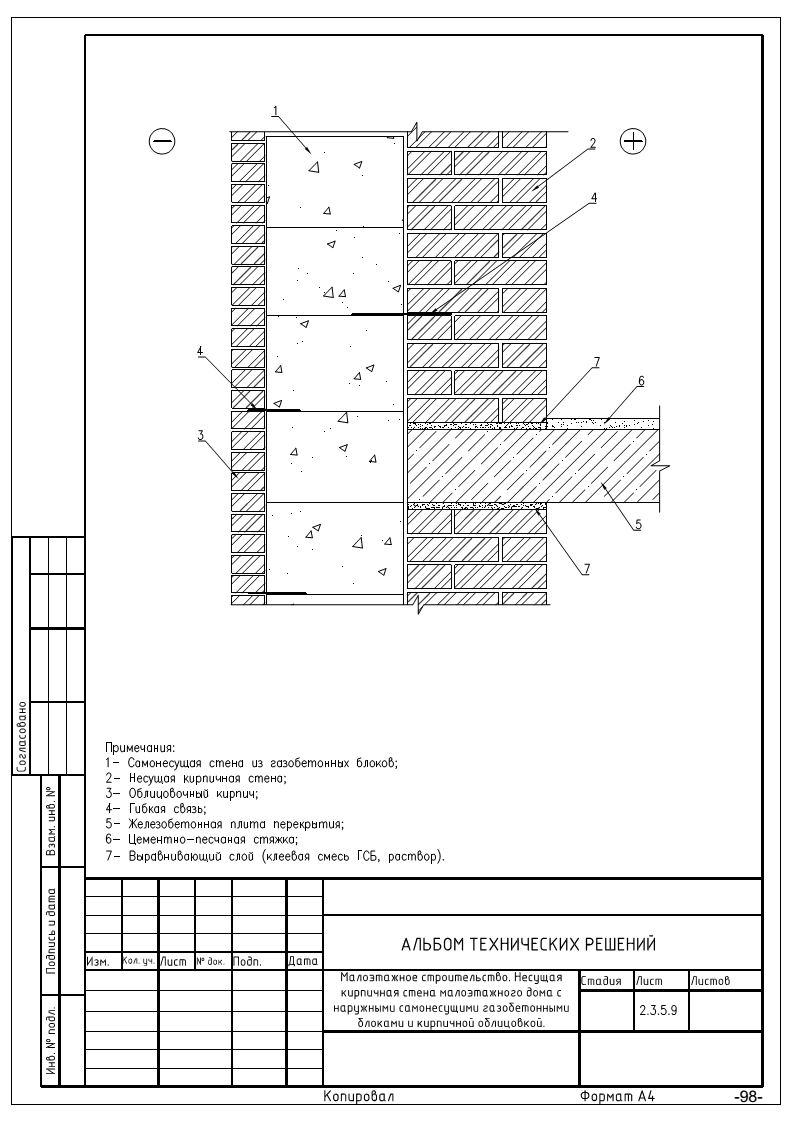 1
2
4
7
6
4
3
5
7
Примечания:
1– Самонесущая стена из газобетонных блоков;
2– Несущая кирпичная стена;
3– Облицовочный кирпич;
4– Гибкая связь;
5– Железобетонная плита перекрытия;
6– Цементно–песчаная стяжка;
7– Выравнивающий слой (клеевая смесь ГСБ, раствор).
Согласовано
Взам. инв. №
Подпись и дата
Инв. № подл.
АЛЬБОМ ТЕХНИЧЕСКИХ РЕШЕНИЙ
Изм. Кол. уч. Лист № док. Подп. Дата
Малоэтажное строительство. Несущая
кирпичная стена малоэтажного дома с
наружными самонесущими газобетонными
блоками и кирпичной облицовкой.
Стадия Лист Листов
2.3.5.9
Копировал Формат А4 -98-